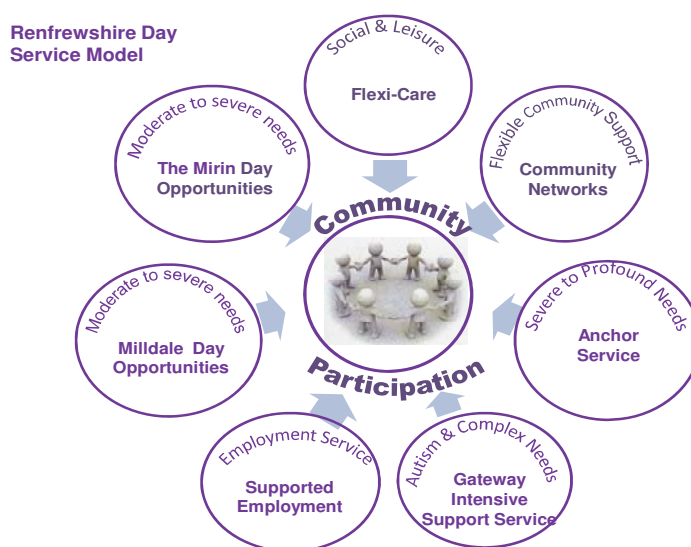 Renfrewshire Day
Service Model
Social & Leisure
Flexi-Care
Moderate to severe needs
The Mirin Day
Opportunities
Flexible Community Support
Community
Networks
Community
Participation
Moderate to severe needs
Milldale Day
Opportunities
Severe to Profound Needs
Anchor
Service
Employment Service
Supported
Employment
Autism & Complex Needs
Gateway
Intensive
Support Service